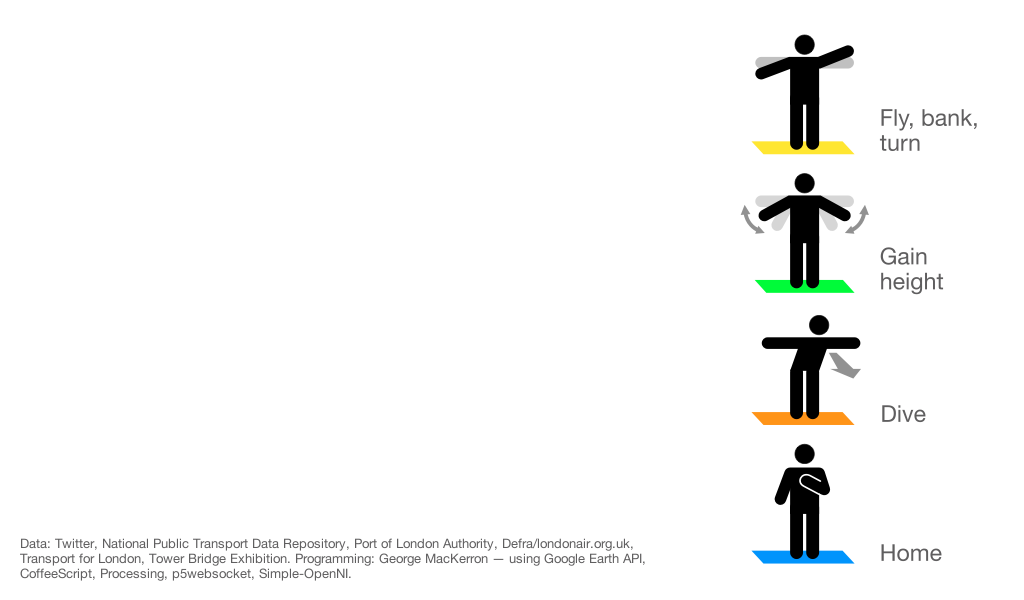 Fly, bank,
turn
Gain
height
Dive
Home
Data: Twitter, National Public Transport Data Repository, Port of London Authority, Defra/londonair.org.uk,
Transport for London, Tower Bridge Exhibition. Programming: George MacKerron — using Google Earth API,
CoffeeScript, Processing, p5websocket, Simple-OpenNI.